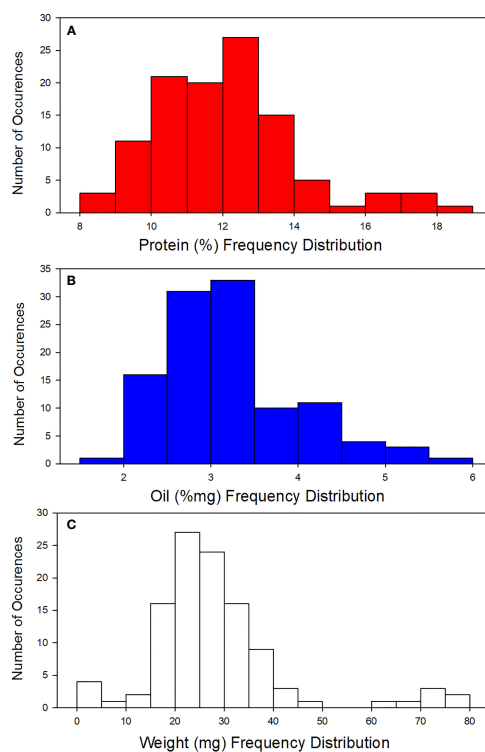 A
30
25
20
15
10
5
0
Number of Occurences
8 10 12 14 16 18
Protein (%) Frequency Distribution
B
35
30
25
20
15
10
5
0
Number of Occurences
2 3 4 5 6
Oil (%mg) Frequency Distribution
C
30
25
20
15
10
5
0
Number of Occurences
0 10 20 30 40 50 60 70 80
Weight (mg) Frequency Distribution